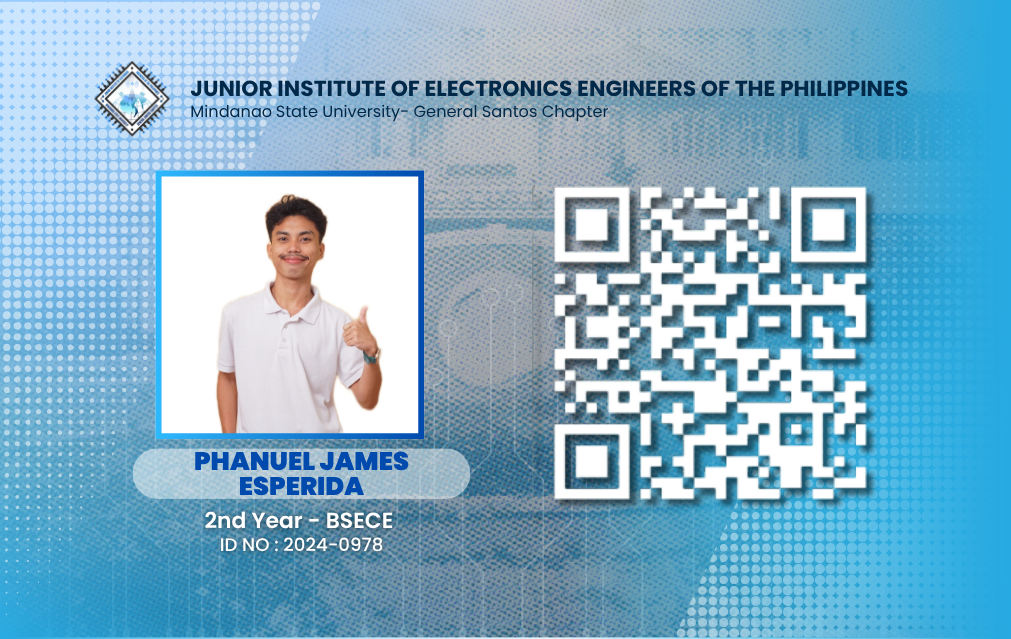 JUNIOR INSTITUTE OF ELECTRONICS ENGINEERS OF THE PHILIPPINES
Mindanao State University- General Santos Chapter
PHANUEL JAMES
ESPERIDA
2nd Year - BSECE
ID NO : 2024-0978